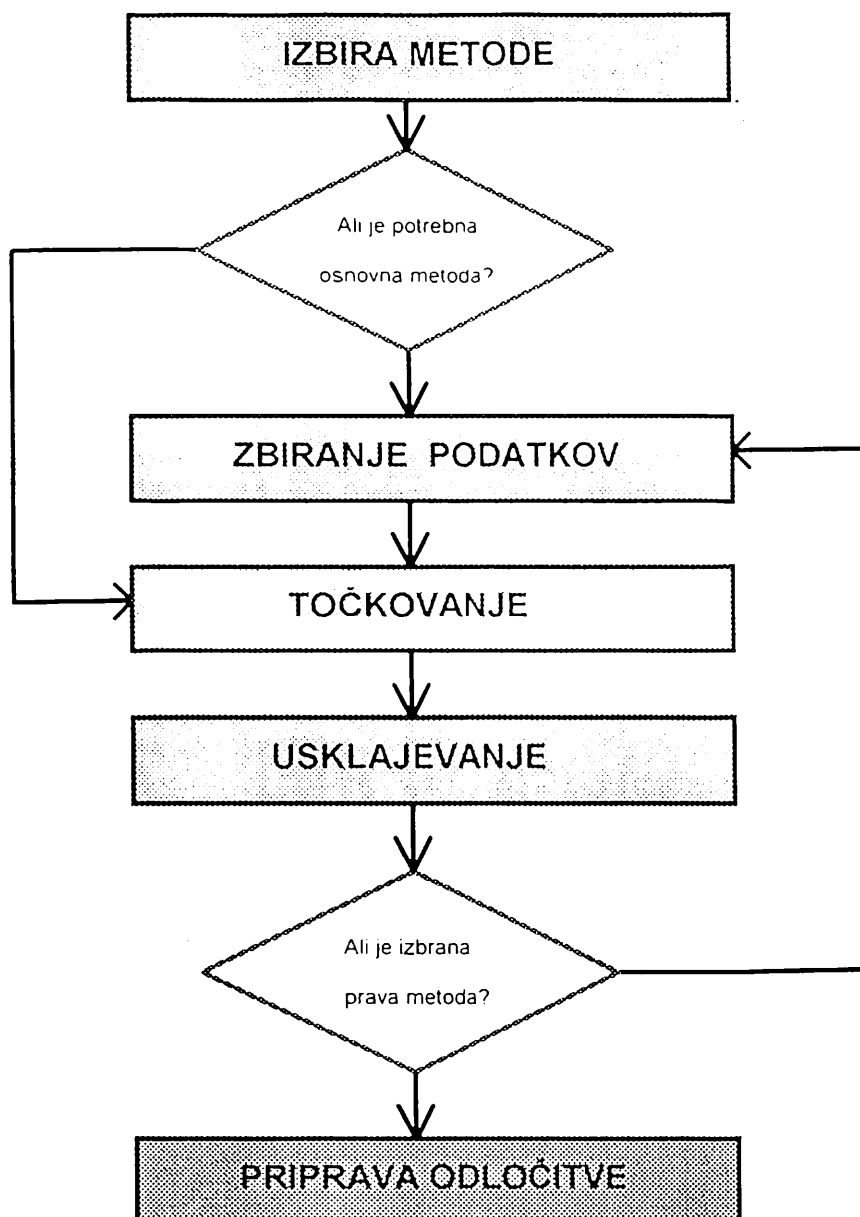 IZBIRA METODE
Ali je potrebna
osnovna metoda?
ZBIRANJE PODATKOV
TOČKOVANJE
USKLAJEVANJE
Ali je izbrana
prava metoda?
PRIPRAVA ODLOČITVE